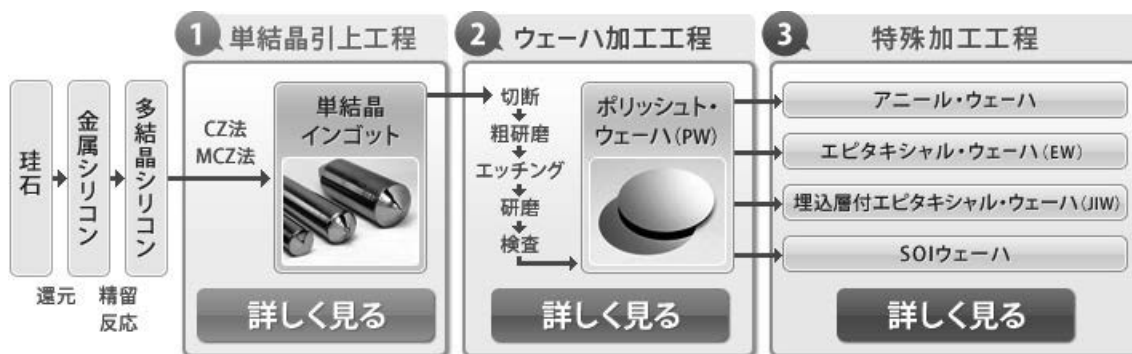 1 単結晶引上工程
2 ウェーハ加工工程
3 特殊加工工程
珪石
金属シリコン
多結晶シリコン
還元
精留
反応
CZ法
MCZ法
単結晶
インゴット
詳しく見る
切断
粗研磨
エッチング
研磨
検査
ポリッシュト・
ウェーハ(PW)
詳しく見る
アニール・ウェーハ
エピタキシャル・ウェーハ(EW)
埋込層付エピタキシャル・ウェーハ(JIW)
SOIウェーハ
詳しく見る